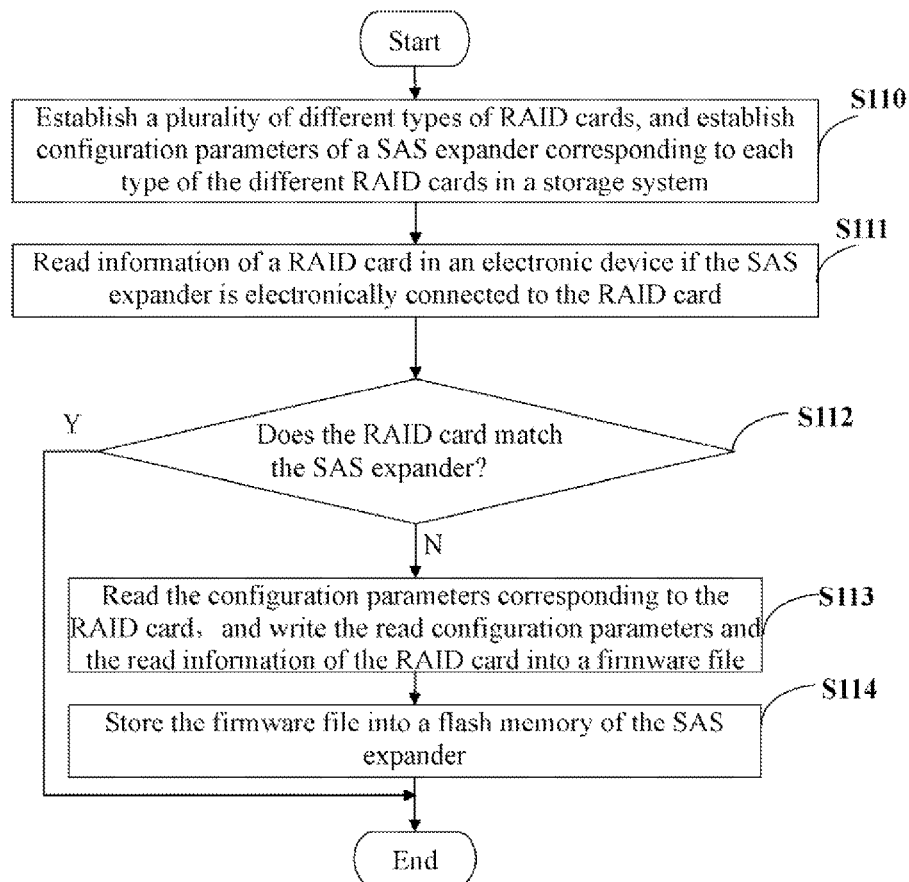 Start
S110
Establish a plurality of different types of RAID cards, and establish
configuration parameters of a SAS expander corresponding to each
type of the different RAID cards in a storage system
S111
Read information of a RAID card in an electronic device if the SAS
expander is electronically connected to the RAID card
Y
S112
Does the RAID card match
the SAS expander?
N
Read the configuration parameters corresponding to the
RAID card, and write the read configuration parameters and
the read information of the RAID card into a firmware file
S113
S114
Store the firmware file into a flash memory of the SAS
expander
End